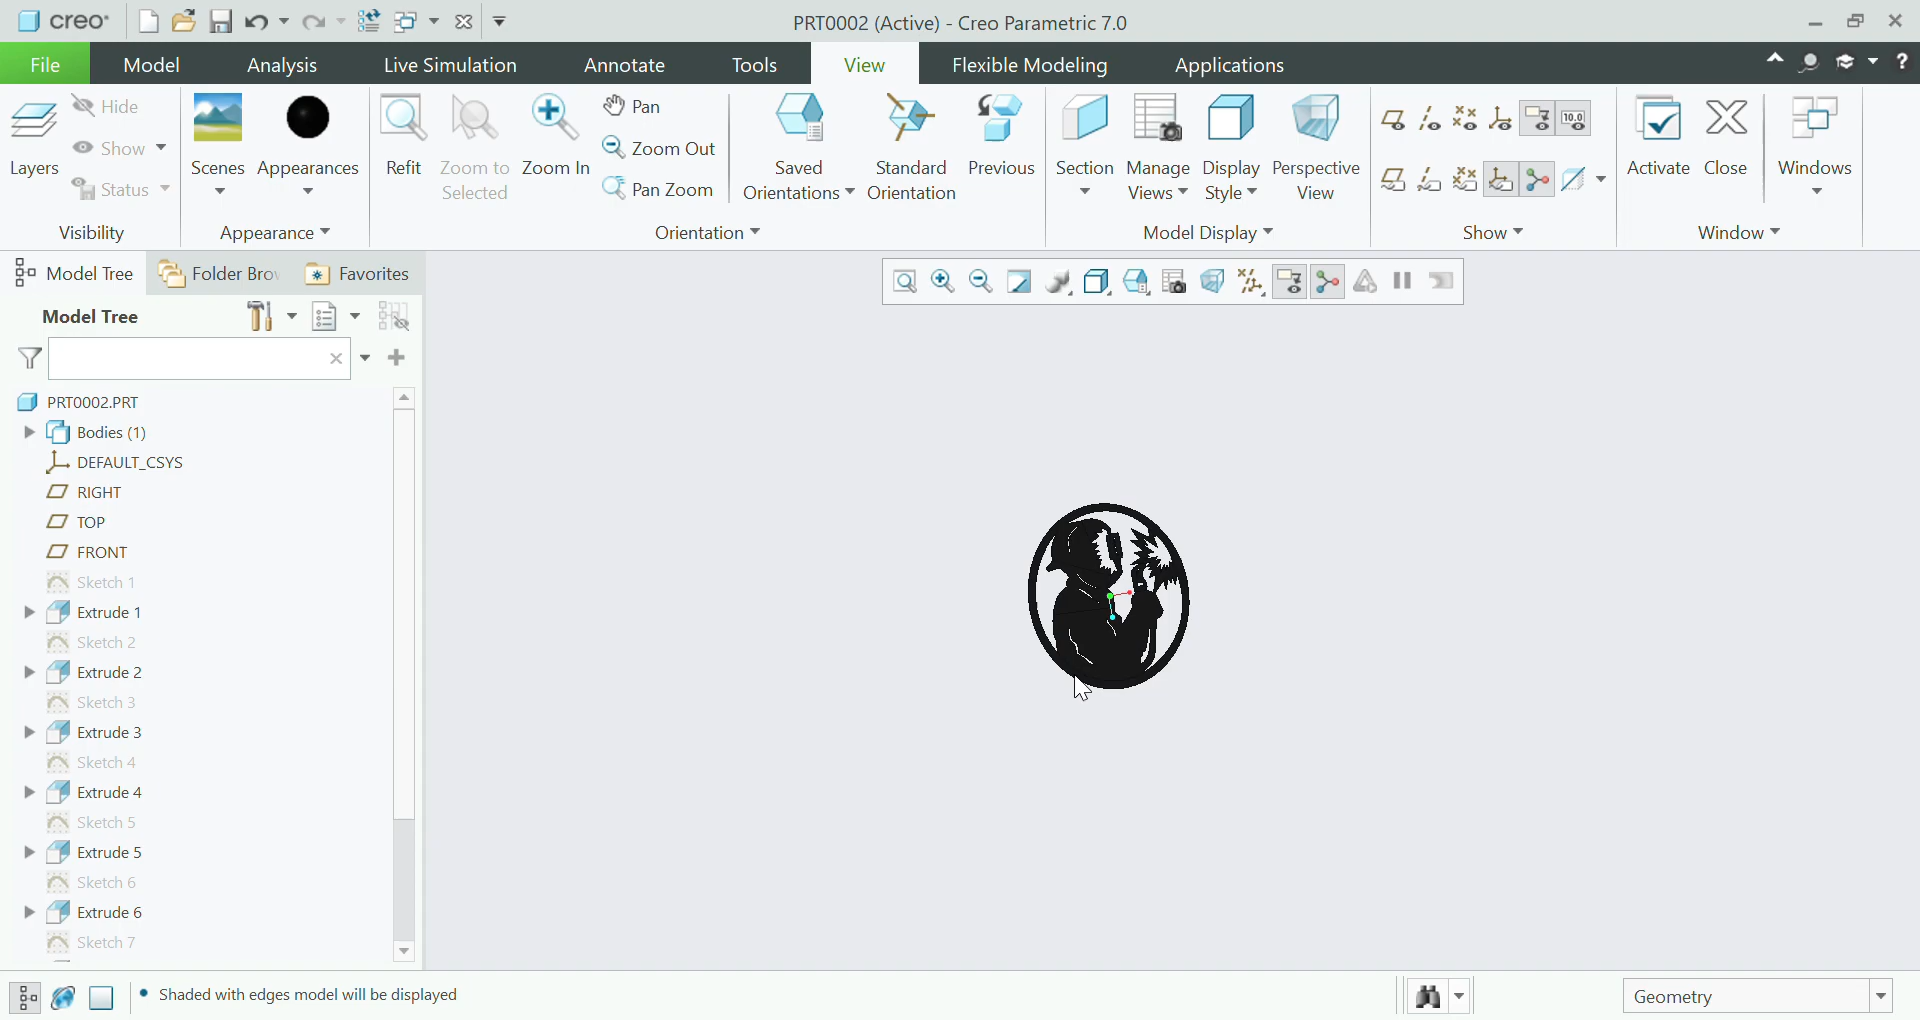 creo
PRT0002 (Active) - Creo Parametric 7.0
File Model Analysis Live Simulation Annotate Tools View Flexible Modeling Applications
Layers Hide Show Status
Visibility
Scenes Appearances
Appearance
Refit Zoom to Selected Zoom In
Pan
Zoom Out
Pan Zoom
Saved Orientations Standard Orientation Previous
Orientation
Section Manage Views Display Style Perspective View
Model Display
10.0
Show
Activate Close Windows
Window
Model Tree Folder Brov Favorites
Model Tree
PRT0002.PRT
Bodies (1)
DEFAULT_CSYS
RIGHT
TOP
FRONT
Sketch 1
Extrude 1
Sketch 2
Extrude 2
Sketch 3
Extrude 3
Sketch 4
Extrude 4
Sketch 5
Extrude 5
Sketch 6
Extrude 6
Sketch 7
• Shaded with edges model will be displayed
Geometry